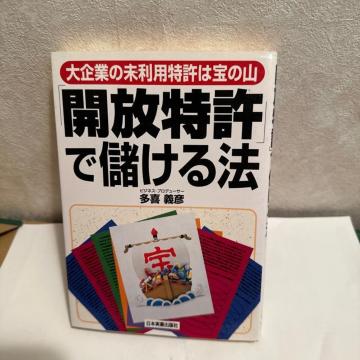 大企業の未利用特許は宝の山
「開放特許」
で儲ける法
ビジネス・プロデューサー
多喜 義彦
宝
日本実業出版社